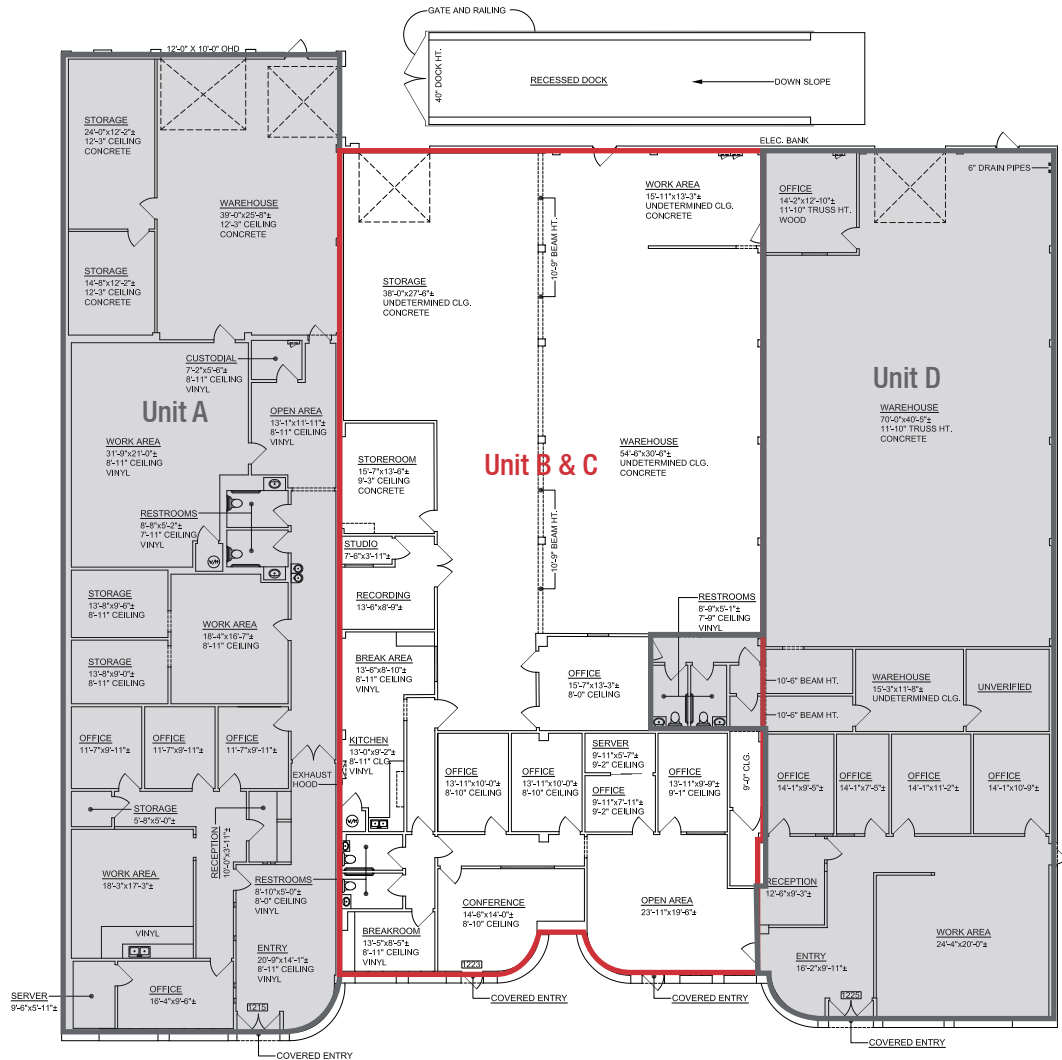 GATE AND RAILING
40" DOCK HT.
RECESSED DOCK
DOWN SLOPE
12'-0" X 10'-0" OHD
ELEC. BANK
6" DRAIN PIPES
STORAGE
24'-0"x12'-2"±
12'-3" CEILING
CONCRETE
WAREHOUSE
39'-0"x25'-8"±
12'-3" CEILING
CONCRETE
STORAGE
14'-8"x12'-2"±
12'-3" CEILING
CONCRETE
CUSTODIAL
7'-2"x5'-6"±
8'-11" CEILING
VINYL
Unit A
OPEN AREA
13'-1"x11'-11"±
8'-11" CEILING
VINYL
WORK AREA
31'-9"x21'-0"±
8'-11" CEILING
VINYL
RESTROOMS
8'-8"x5'-2"±
7'-11" CEILING
VINYL
W/H
STORAGE
13'-8"x9'-6"±
8'-11" CEILING
WORK AREA
18'-4"x16'-7"±
8'-11" CEILING
STORAGE
13'-8"x9'-0"±
8'-11" CEILING
OFFICE
11'-7"x9'-11"±
OFFICE
11'-7"x9'-11"±
OFFICE
11'-7"x9'-11"±
EXHAUST
HOOD
STORAGE
5'-8"x5'-0"±
RECEPTION
10'-0"x3'-11"±
WORK AREA
18'-3"x17'-3"±
VINYL
RESTROOMS
8'-10"x5'-0"±
8'-0" CEILING
VINYL
ENTRY
20'-9"x14'-1"±
8'-11" CEILING
VINYL
SERVER
9'-6"x5'-11"±
OFFICE
16'-4"x9'-6"±
1215
COVERED ENTRY
WORK AREA
15'-11"x13'-3"±
UNDETERMINED CLG.
CONCRETE
10'-9" BEAM HT.
STORAGE
38'-0"x27'-6"±
UNDETERMINED CLG.
CONCRETE
STOREROOM
15'-7"x13'-6"±
9'-3" CEILING
CONCRETE
Unit B & C
WAREHOUSE
54'-6"x30'-6"±
UNDETERMINED CLG.
CONCRETE
10'-9" BEAM HT.
STUDIO
7'-6"x3'-11"±
RECORDING
13'-6"x8'-9"±
RESTROOMS
8'-9"x5'-1"±
7'-9" CEILING
VINYL
BREAK AREA
13'-6"x8'-10"±
8'-11" CEILING
VINYL
OFFICE
15'-7"x13'-3"±
8'-0" CEILING
KITCHEN
13'-0"x9'-2"±
8'-11" CLG
VINYL
W/H
OFFICE
13'-11"x10'-0"±
8'-10" CEILING
OFFICE
13'-11"x10'-0"±
8'-10" CEILING
SERVER
9'-11"x5'-7"±
9'-2" CEILING
OFFICE
9'-11"x7'-11"±
9'-2" CEILING
OFFICE
13'-11"x9'-9"±
9'-1" CEILING
9'-0" CLG.
CONFERENCE
14'-6"x14'-0"±
8'-10" CEILING
OPEN AREA
23'-11"x19'-6"±
BREAKROOM
13'-5"x8'-5"±
8'-11" CEILING
VINYL
1223
COVERED ENTRY
COVERED ENTRY
OFFICE
14'-2"x12'-10"±
11'-10" TRUSS HT.
WOOD
Unit D
WAREHOUSE
70'-0"x40'-5"±
11'-10" TRUSS HT.
CONCRETE
10'-6" BEAM HT.
10'-6" BEAM HT.
WAREHOUSE
15'-3"x11'-8"±
UNDETERMINED CLG.
UNVERIFIED
OFFICE
14'-1"x9'-5"±
OFFICE
14'-1"x7'-5"±
OFFICE
14'-1"x11'-2"±
OFFICE
14'-1"x10'-9"±
RECEPTION
12'-6"x9'-3"±
WORK AREA
24'-4"x20'-0"±
ENTRY
16'-2"x9'-11"±
1225
COVERED ENTRY